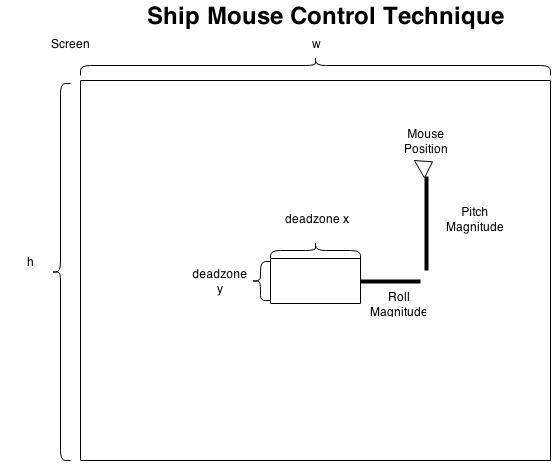 Ship Mouse Control Technique
Screen
w
Mouse
Position
Pitch
Magnitude
deadzone x
h
deadzone
y
Roll
Magnitude